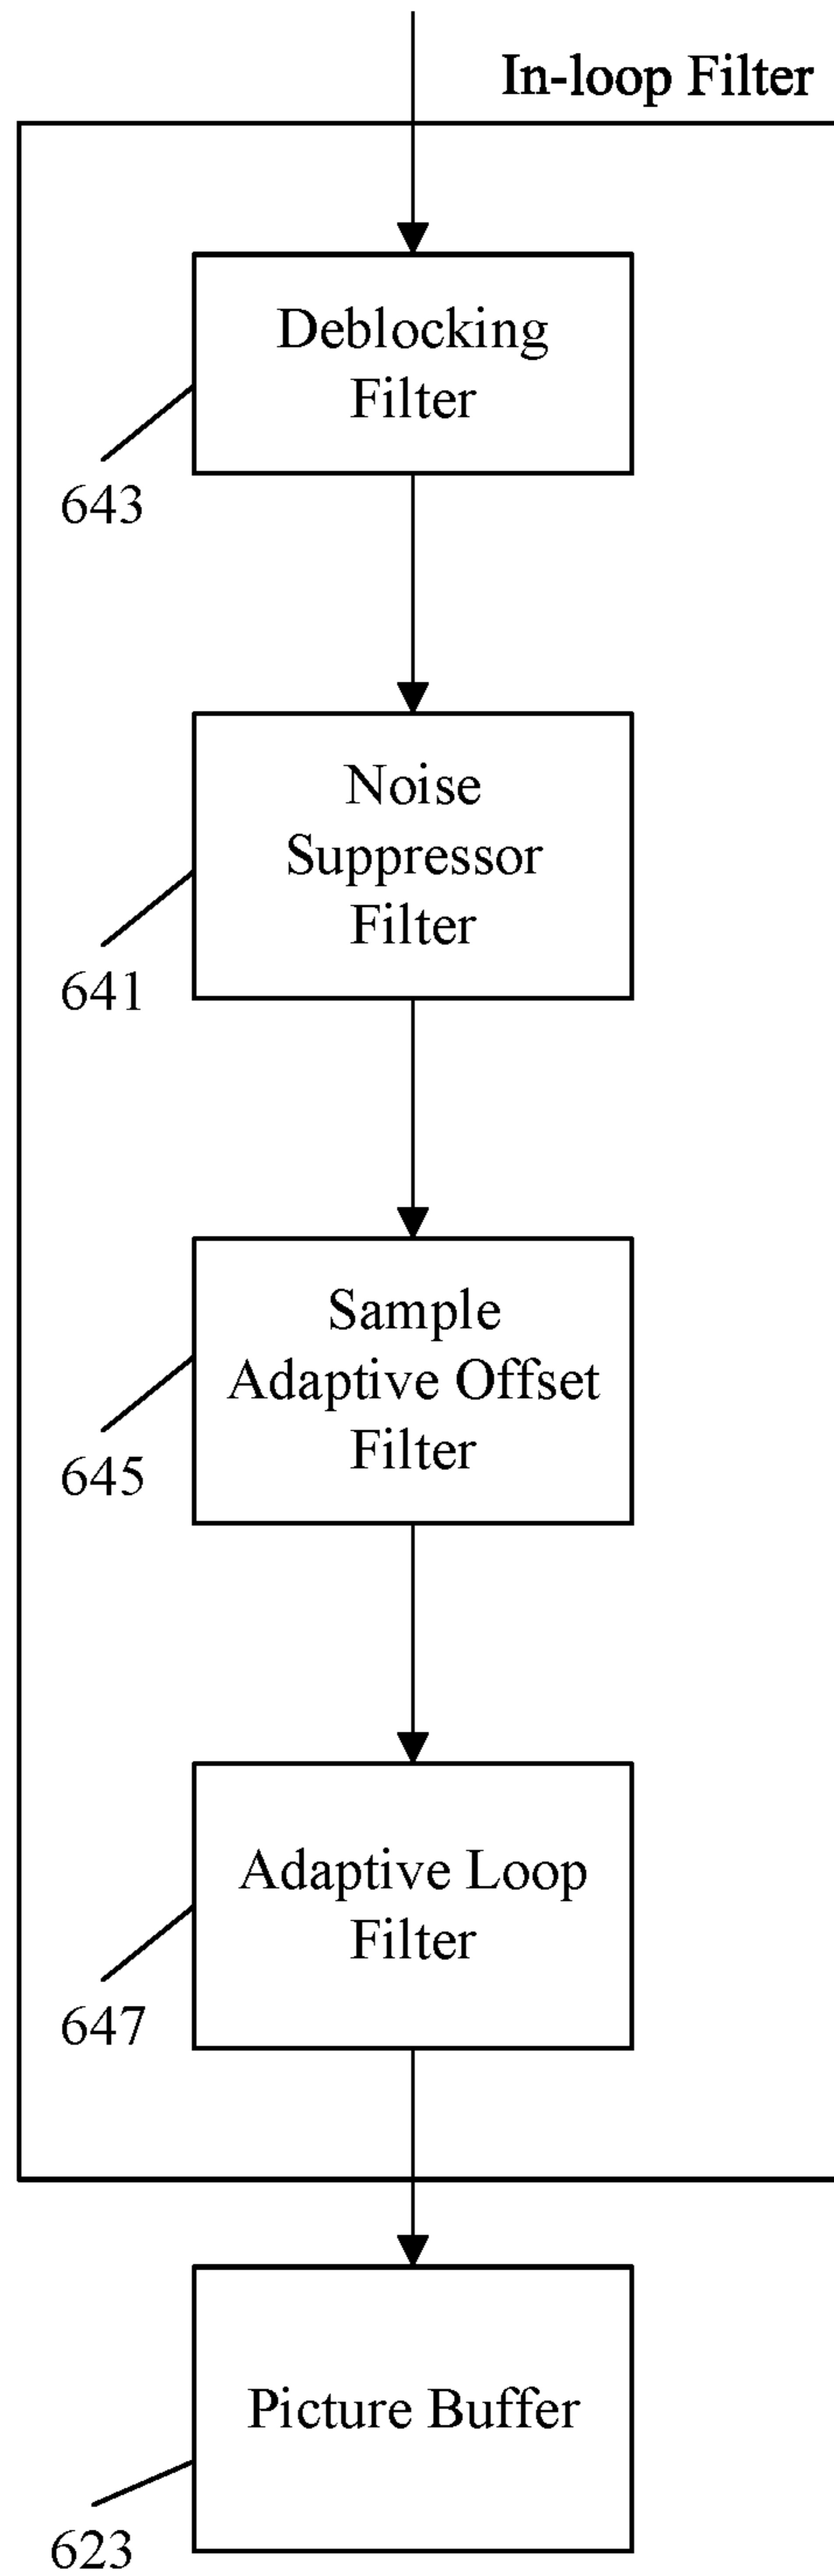 In-loop Filter
Deblocking
Filter
643
Noise
Suppressor
Filter
641
Sample
Adaptive Offset
Filter
645
Adaptive Loop
Filter
647
Picture Buffer
623